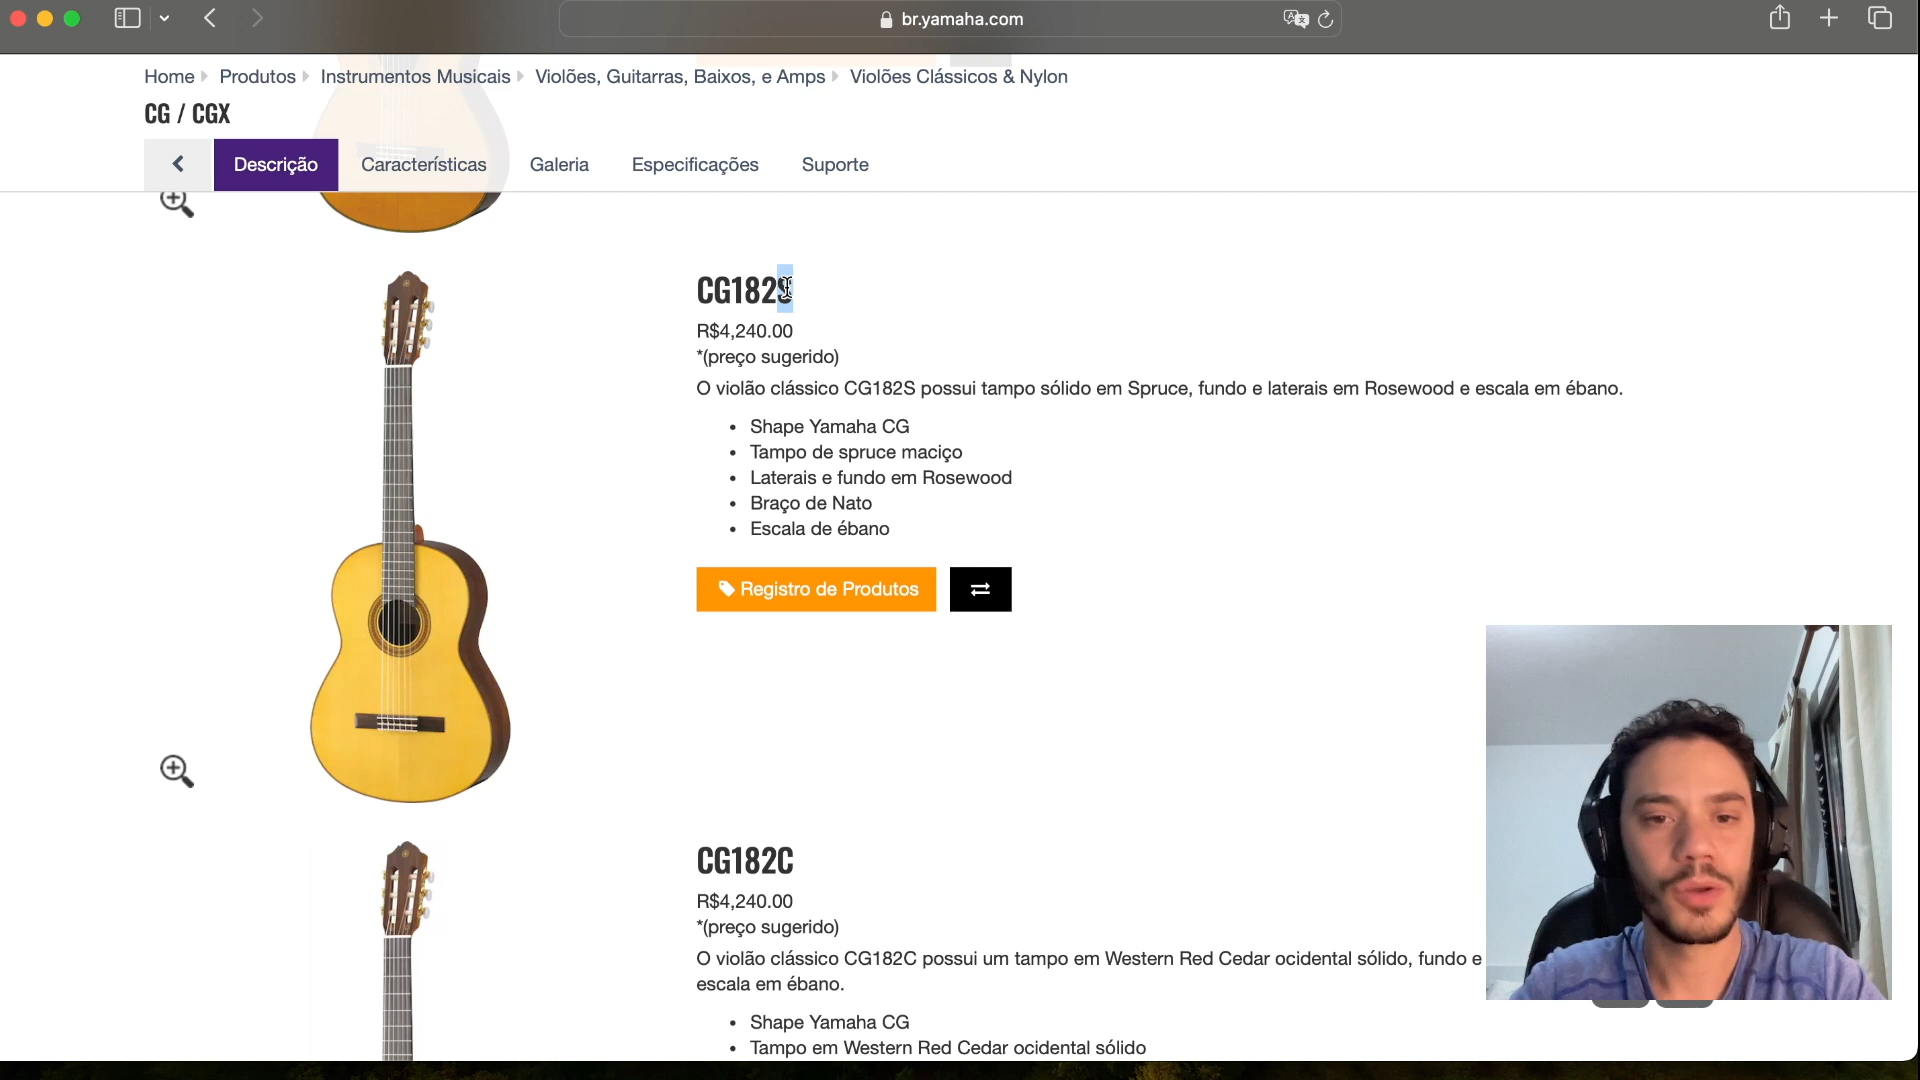 br.yamaha.com
Home Produtos Instrumentos Musicais Violões, Guitarras, Baixos, e Amps Violões Clássicos & Nylon
CG / CGX
Descrição Características Galeria Especificações Suporte
CG182S
R$4,240.00
*(preço sugerido)
O violão clássico CG182S possui tampo sólido em Spruce, fundo e laterais em Rosewood e escala em ébano.
• Shape Yamaha CG
• Tampo de spruce maciço
• Laterais e fundo em Rosewood
• Braço de Nato
• Escala de ébano
Registro de Produtos
CG182C
R$4,240.00
*(preço sugerido)
O violão clássico CG182C possui um tampo em Western Red Cedar ocidental sólido, fundo e
escala em ébano.
• Shape Yamaha CG
• Tampo em Western Red Cedar ocidental sólido